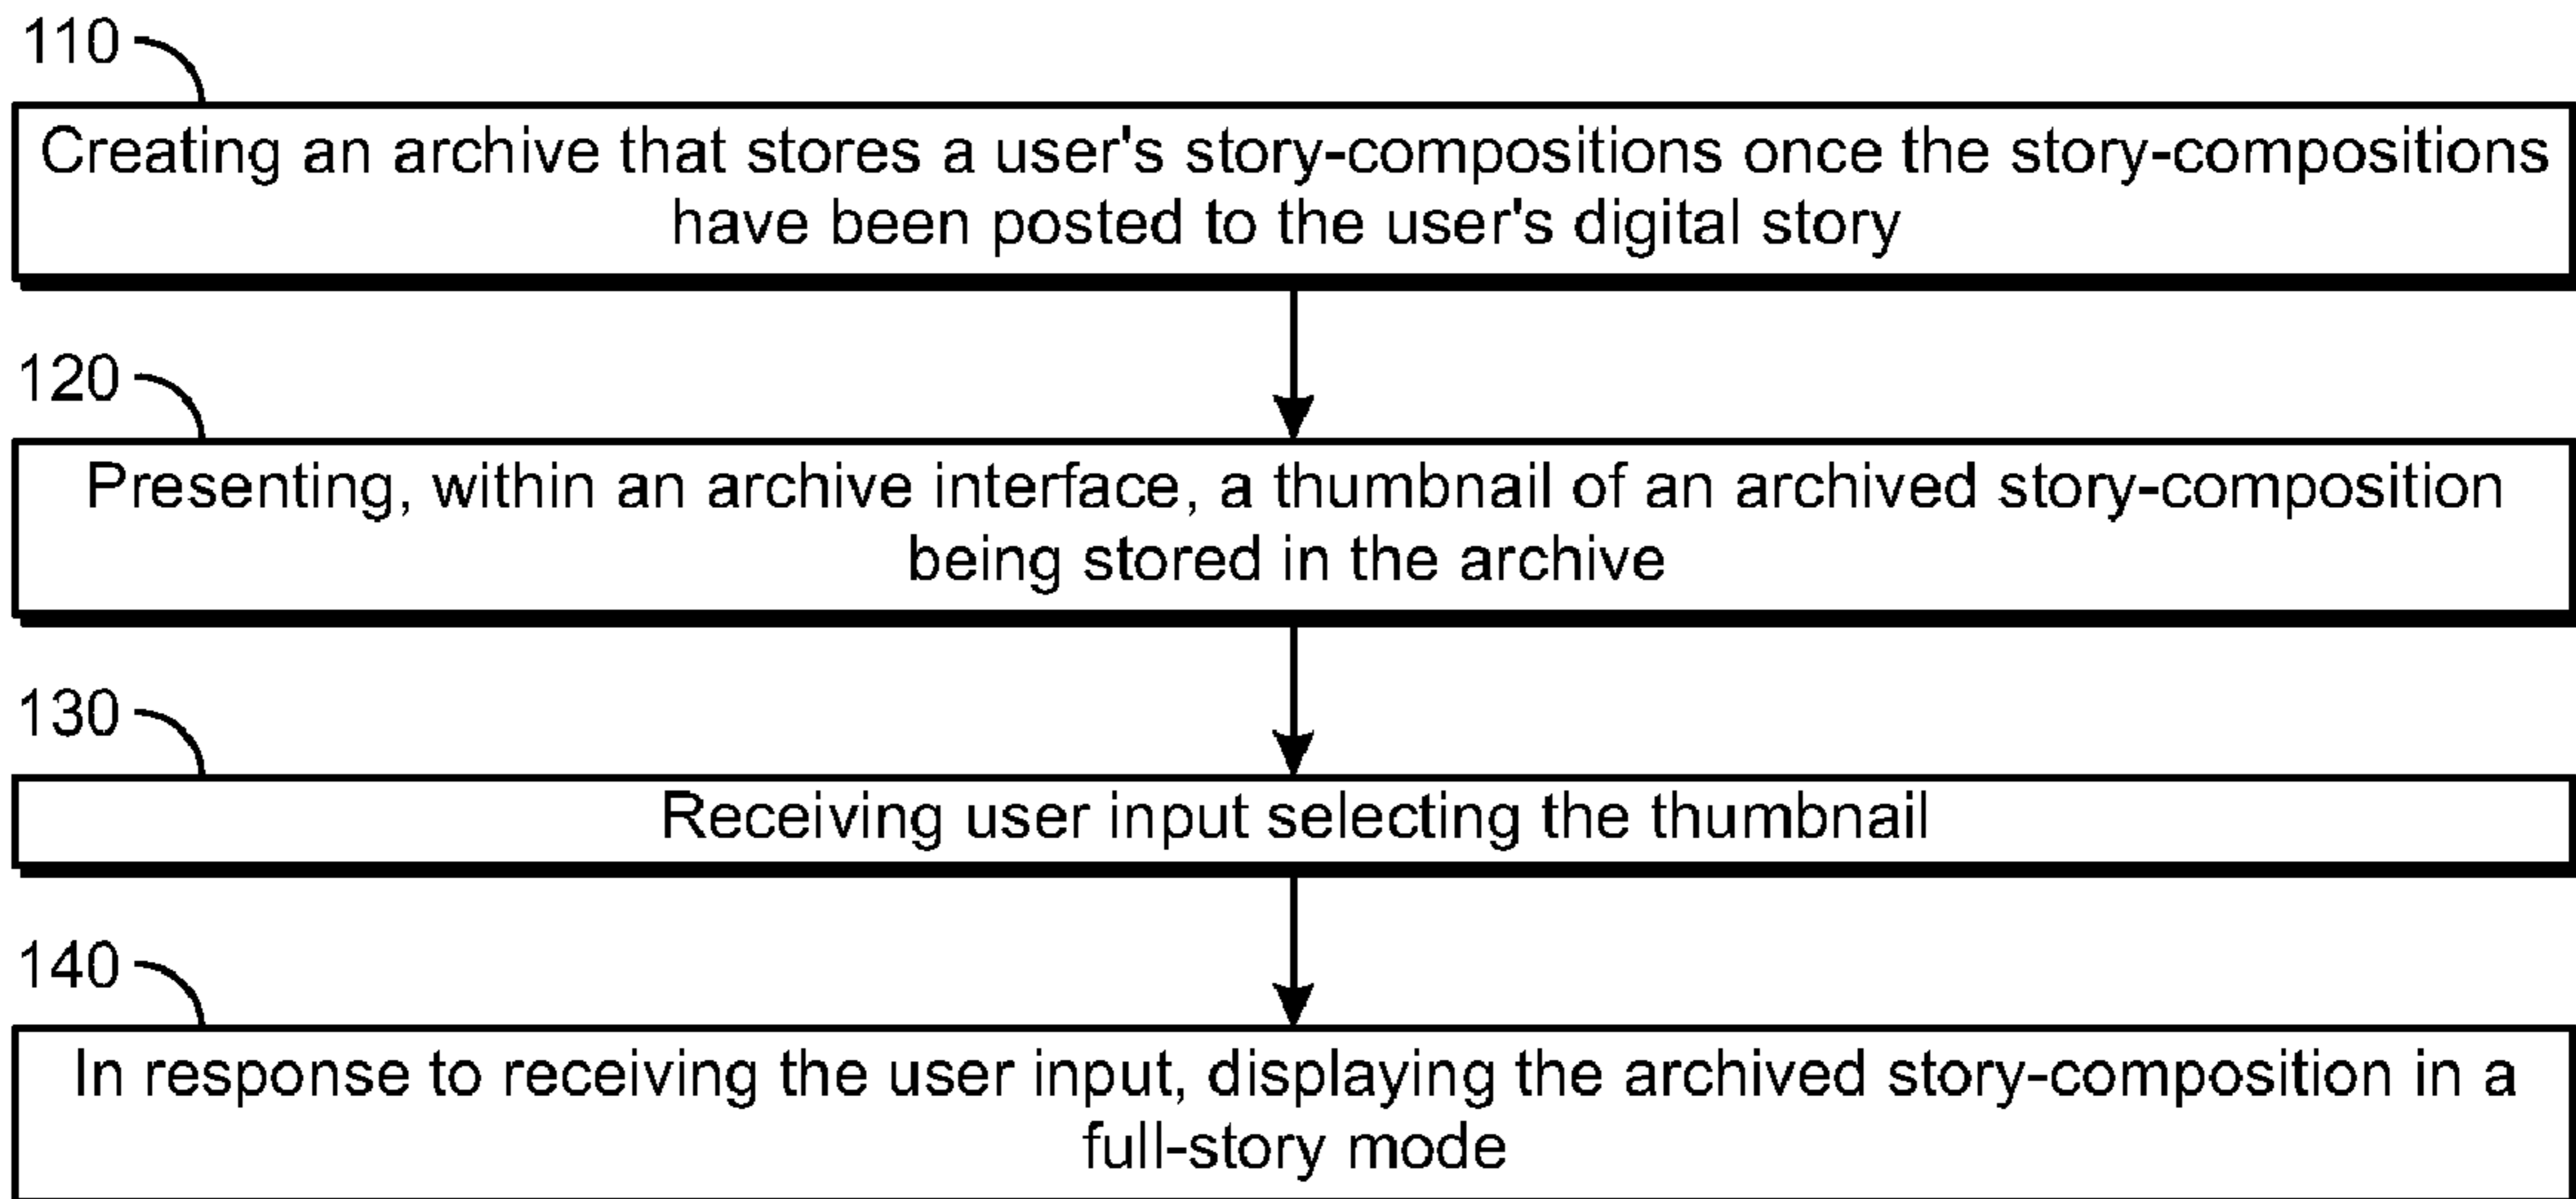 110
Creating an archive that stores a user's story-compositions once the story-compositions
have been posted to the user's digital story
120
Presenting, within an archive interface, a thumbnail of an archived story-composition
being stored in the archive
130
Receiving user input selecting the thumbnail
140
In response to receiving the user input, displaying the archived story-composition in a
full-story mode